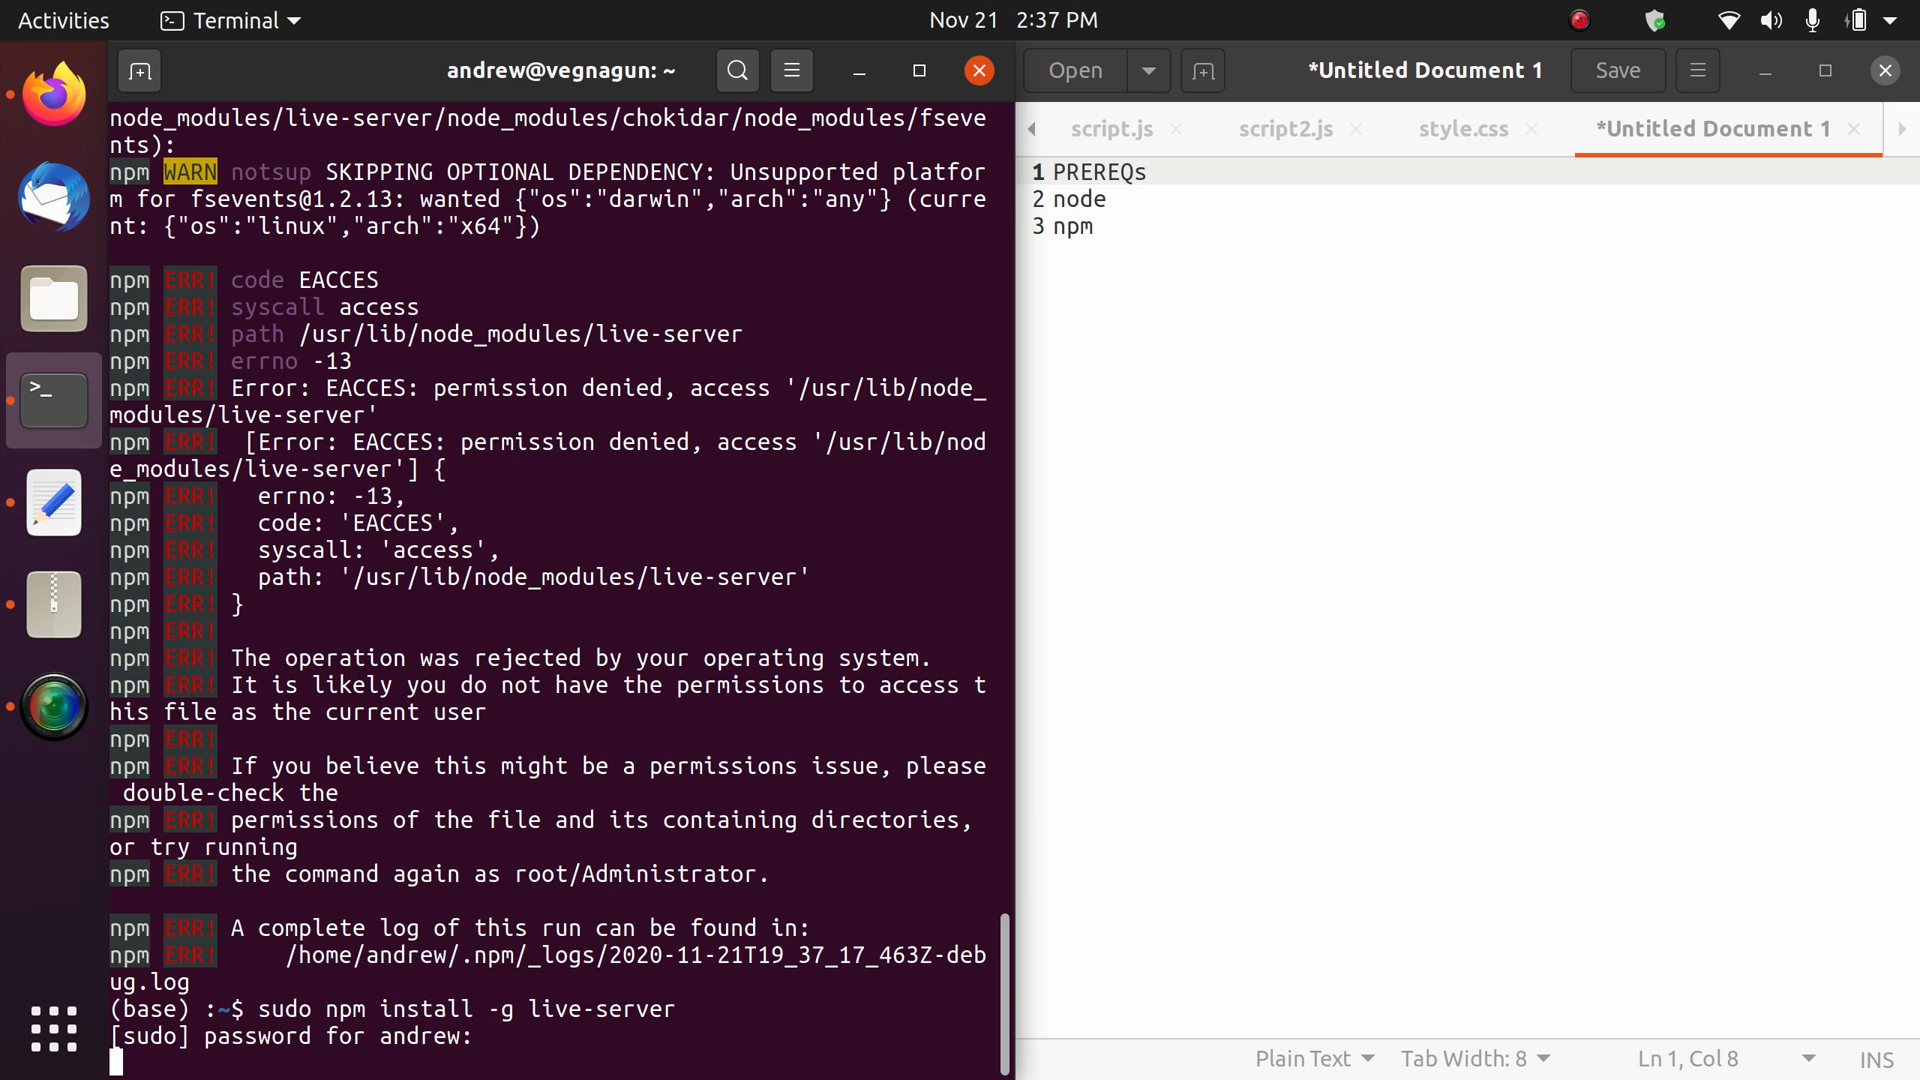 Activities Terminal Nov 21 2:37 PM
andrew@vegnagun: ~
node_modules/live-server/node_modules/chokidar/node_modules/fseve
nts):
npm WARN notsup SKIPPING OPTIONAL DEPENDENCY: Unsupported platfor
m for fsevents@1.2.13: wanted {"os":"darwin","arch":"any"} (curre
nt: {"os":"linux","arch":"x64"})
npm ERR! code EACCES
npm ERR! syscall access
npm ERR! path /usr/lib/node_modules/live-server
npm ERR! errno -13
npm ERR! Error: EACCES: permission denied, access '/usr/lib/node_
modules/live-server'
npm ERR!  [Error: EACCES: permission denied, access '/usr/lib/nod
e_modules/live-server'] {
npm ERR!   errno: -13,
npm ERR!   code: 'EACCES',
npm ERR!   syscall: 'access',
npm ERR!   path: '/usr/lib/node_modules/live-server'
npm ERR! }
npm ERR!
npm ERR! The operation was rejected by your operating system.
npm ERR! It is likely you do not have the permissions to access t
his file as the current user
npm ERR!
npm ERR! If you believe this might be a permissions issue, please
 double-check the
npm ERR! permissions of the file and its containing directories,
or try running
npm ERR! the command again as root/Administrator.
npm ERR! A complete log of this run can be found in:
npm ERR!     /home/andrew/.npm/_logs/2020-11-21T19_37_17_463Z-deb
ug.log
(base) :~$ sudo npm install -g live-server
[sudo] password for andrew:
Open *Untitled Document 1 Save
script.js script2.js style.css *Untitled Document 1
1 PREREQs
2 node
3 npm
Plain Text Tab Width: 8 Ln 1, Col 8 INS